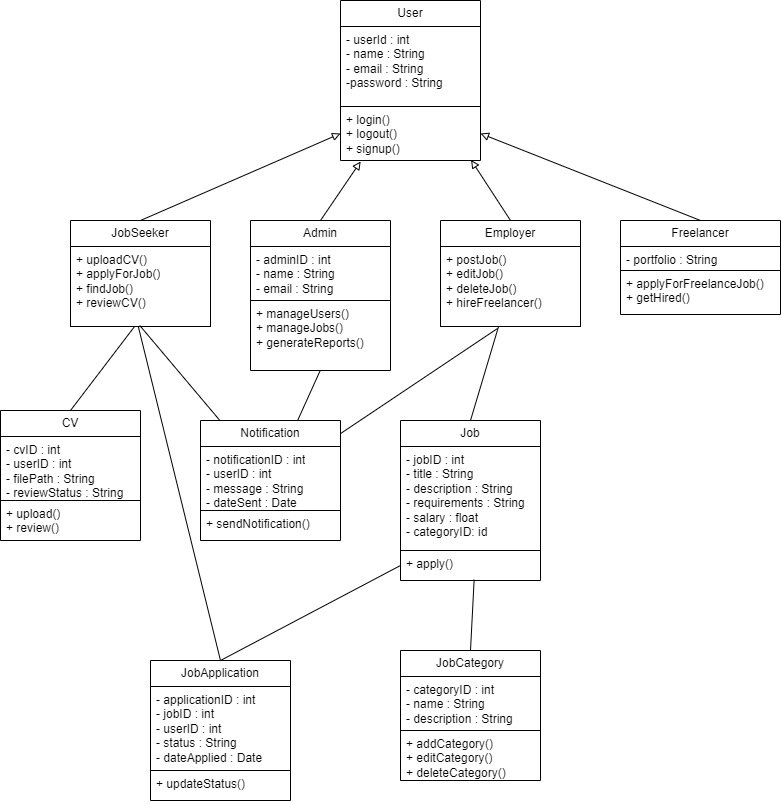 User
- userId : int
- name : String
- email : String
-password : String
+ login()
+ logout()
+ signup()
JobSeeker
+ uploadCV()
+ applyForJob()
+ findJob()
+ reviewCV()
Admin
- adminID : int
- name : String
- email : String
+ manageUsers()
+ manageJobs()
+ generateReports()
Employer
+ postJob()
+ editJob()
+ deleteJob()
+ hireFreelancer()
Freelancer
- portfolio : String
+ applyForFreelanceJob()
+ getHired()
CV
- cvID : int
- userID : int
- filePath : String
- reviewStatus : String
+ upload()
+ review()
Notification
- notificationID : int
- userID : int
- message : String
- dateSent : Date
+ sendNotification()
Job
- jobID : int
- title : String
- description : String
- requirements : String
- salary : float
- categoryID: id
+ apply()
JobApplication
- applicationID : int
- jobID : int
- userID : int
- status : String
- dateApplied : Date
+ updateStatus()
JobCategory
- categoryID : int
- name : String
- description : String
+ addCategory()
+ editCategory()
+ deleteCategory()